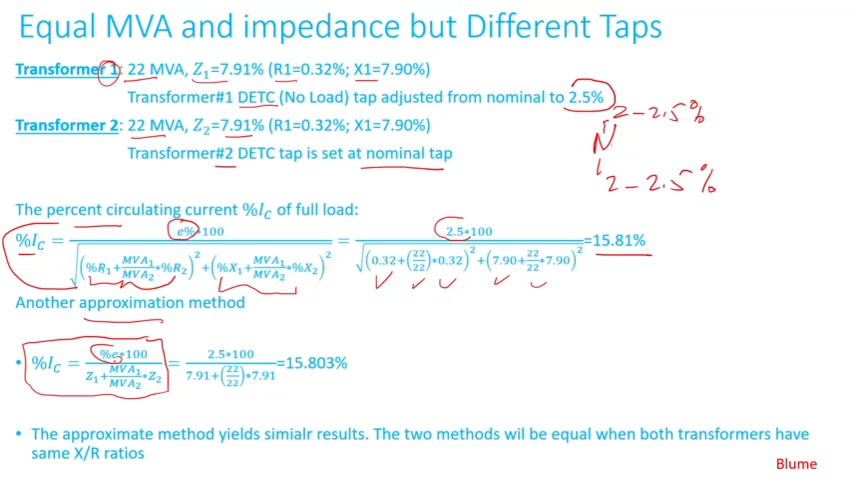 Equal MVA and impedance but Different Taps
Transformer 1: 22 MVA, Z₁=7.91% (R1=0.32%; X1=7.90%)
Transformer#1 DETC (No Load) tap adjusted from nominal to 2.5%
2 - 2.5%
Transformer 2: 22 MVA, Z₂=7.91% (R1=0.32%; X1=7.90%)
N
Transformer#2 DETC tap is set at nominal tap
2 - 2.5%
The percent circulating current %I_C of full load:
%I_C = e%*100 / √((%R₁+MVA₁/MVA₂*%R₂)²+(%X₁+MVA₁/MVA₂*%X₂)²) = 2.5*100 / √((0.32+(22/22)*0.32)²+(7.90+22/22*7.90)²) =15.81%
Another approximation method
• %I_C = %e*100 / Z₁+MVA₁/MVA₂*Z₂ = 2.5*100 / 7.91+(22/22)*7.91 =15.803%
• The approximate method yields simialr results. The two methods wil be equal when both transformers have
same X/R ratios
Blume